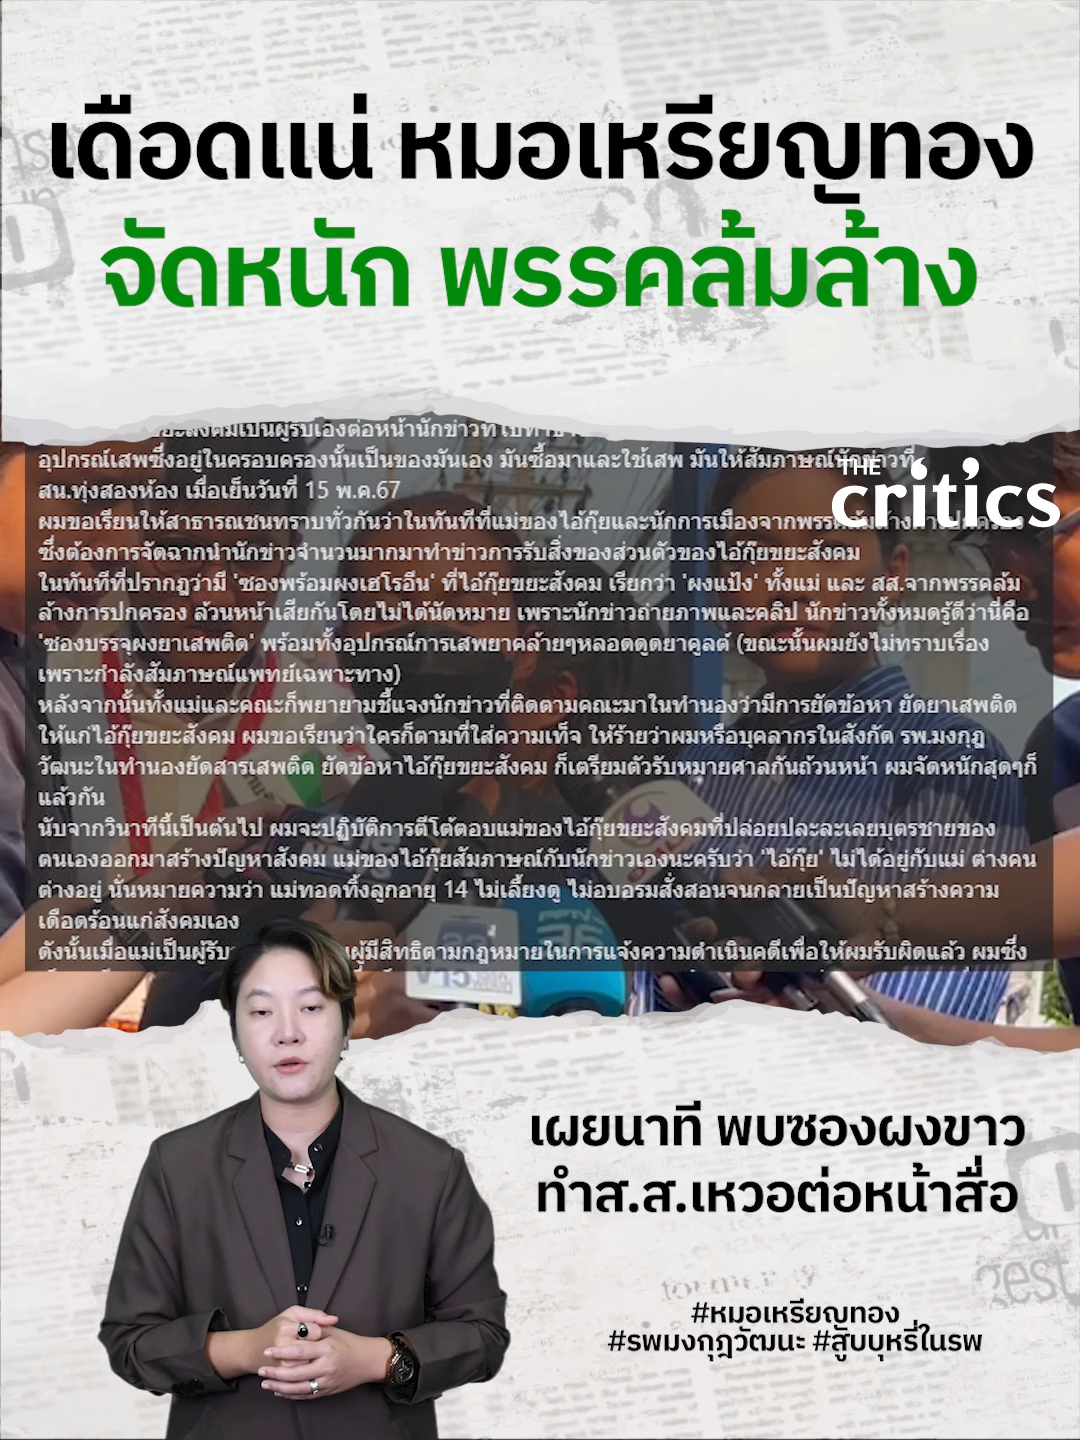 เดือดแน่ หมอเหรียญทอง
จัดหนัก พรรคล้มล้าง
THE
critics
อุปกรณ์เสพซึ่งอยู่ในครอบครองนั้นเป็นของมันเอง มันซื้อมาและใช้เสพ มันให้สัมภาษณ์นักข่าวที่
สน.ทุ่งสองห้อง เมื่อเย็นวันที่ 15 พ.ค.67
ผมขอเรียนให้สาธารณชนทราบทั่วกันว่าในทันทีที่แม่ของไอ้กุ๊ยและนักการเมืองจากพรรคล้มล้างการปกครอง
ซึ่งต้องการจัดฉากนำนักข่าวจำนวนมากมาทำข่าวการรับสิ่งของส่วนตัวของไอ้กุ๊ยขยะสังคม
ในทันทีที่ปรากฎว่ามี 'ซองพร้อมผงเฮโรอีน' ที่ไอ้กุ๊ยขยะสังคม เรียกว่า 'ผงแป้ง' ทั้งแม่ และ สส.จากพรรคล้ม
ล้างการปกครอง ล้วนหน้าเสียกันโดยไม่ได้นัดหมาย เพราะนักข่าวถ่ายภาพและคลิป นักข่าวทั้งหมดรู้ดีว่านี่คือ
'ซองบรรจุผงยาเสพติด' พร้อมทั้งอุปกรณ์การเสพยาคล้ายๆหลอดดูดยาคูลต์ (ขณะนั้นผมยังไม่ทราบเรื่อง
เพราะกำลังสัมภาษณ์แพทย์เฉพาะทาง)
หลังจากนั้นทั้งแม่และคณะก็พยายามชี้แจงนักข่าวที่ติดตามคณะมาในทำนองว่ามีการยัดข้อหา ยัดยาเสพติด
ให้แก่ไอ้กุ๊ยขยะสังคม ผมขอเรียนว่าใครก็ตามที่ใส่ความเท็จ ให้ร้ายว่าผมหรือบุคลากรในสังกัด รพ.มงกุฎ
วัฒนะในทำนองยัดสารเสพติด ยัดข้อหาไอ้กุ๊ยขยะสังคม ก็เตรียมตัวรับหมายศาลกันถ้วนหน้า ผมจัดหนักสุดๆก็
แล้วกัน
นับจากวินาทีนี้เป็นต้นไป ผมจะปฏิบัติการตีโต้ตอบแม่ของไอ้กุ๊ยขยะสังคมที่ปล่อยปละละเลยบุตรชายของ
ตนเองออกมาสร้างปัญหาสังคม แม่ของไอ้กุ๊ยสัมภาษณ์กับนักข่าวเองนะครับว่า 'ไอ้กุ๊ย' ไม่ได้อยู่กับแม่ ต่างคน
ต่างอยู่ นั่นหมายความว่า แม่ทอดทิ้งลูกอายุ 14 ไม่เลี้ยงดู ไม่อบอรมสั่งสอนจนกลายเป็นปัญหาสร้างความ
เดือดร้อนแก่สังคมเอง
ดังนั้นเมื่อแม่เป็นผู้รับ ผู้มีสิทธิตามกฎหมายในการแจ้งความดำเนินคดีเพื่อให้ผมรับผิดแล้ว ผมซึ่ง
เผยนาที พบซองผงขาว
ทำส.ส.เหวอต่อหน้าสื่อ
#หมอเหรียญทอง
#รพมงกุฎวัฒนะ #สูบบุหรี่ในรพ